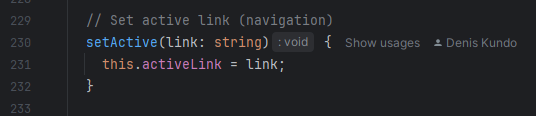 229 // Set active link (navigation)
230 setActive(link: string) : void { Show usages Denis Kundo
231 this.activeLink = link;
232 }
233